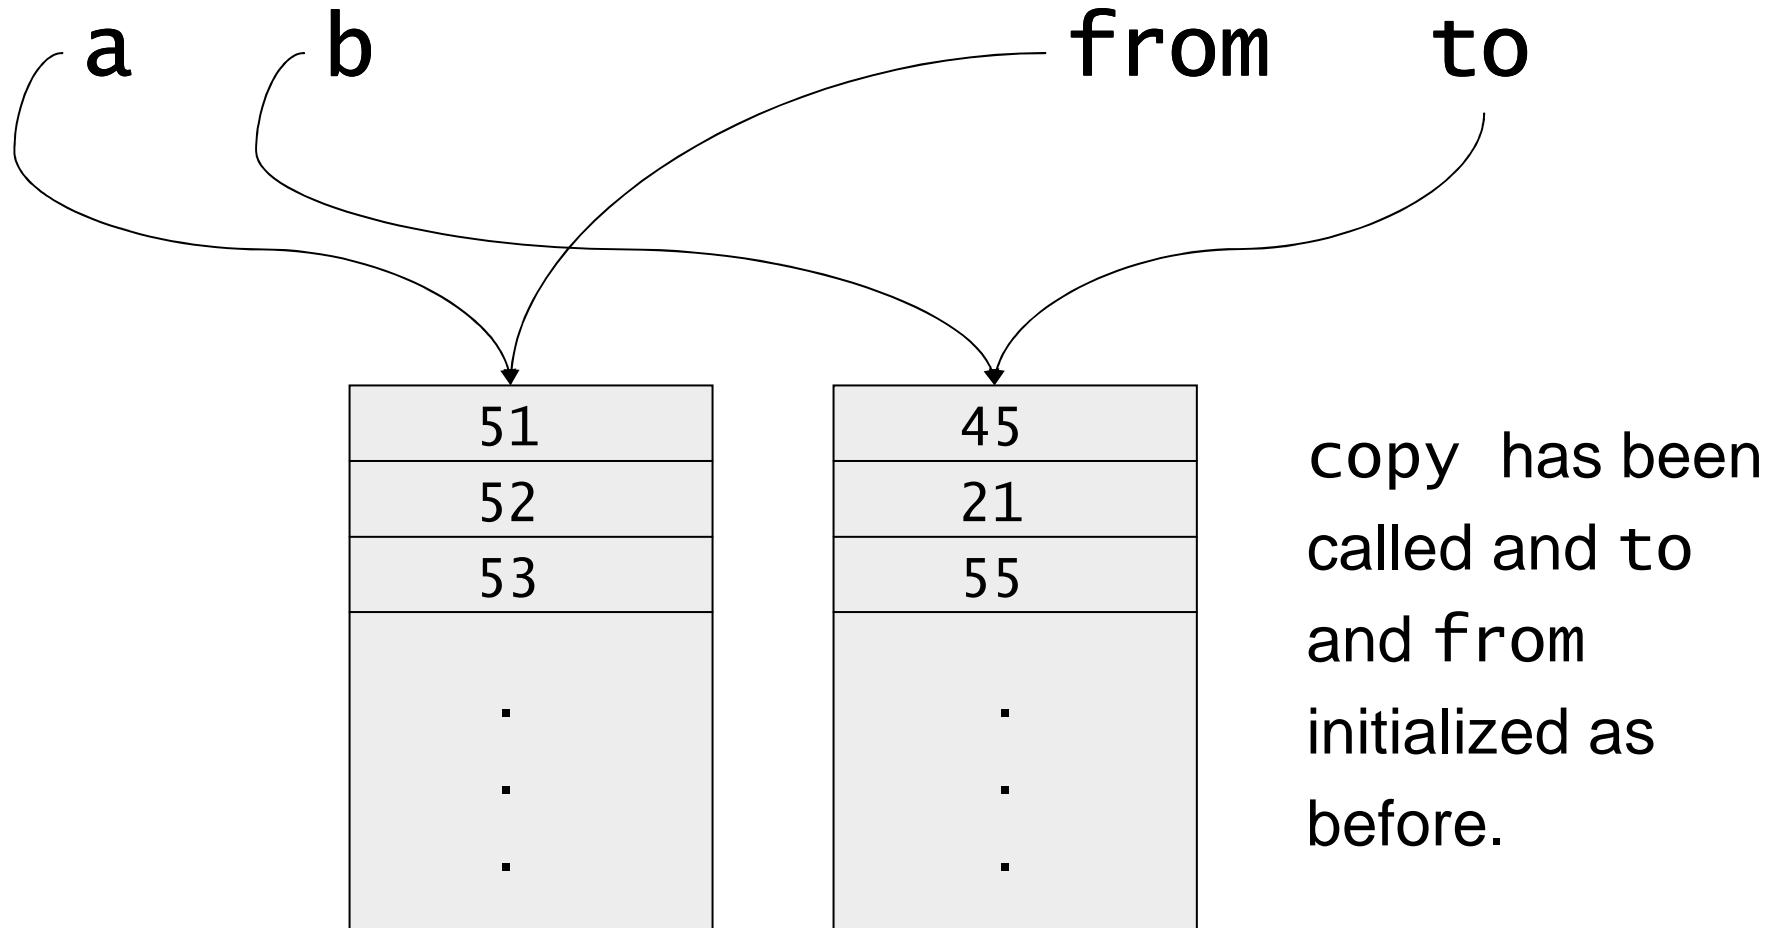 a b from to
51 45
52 21
53 55
. .
. .
. .
copy has been
called and to
and from
initialized as
before.